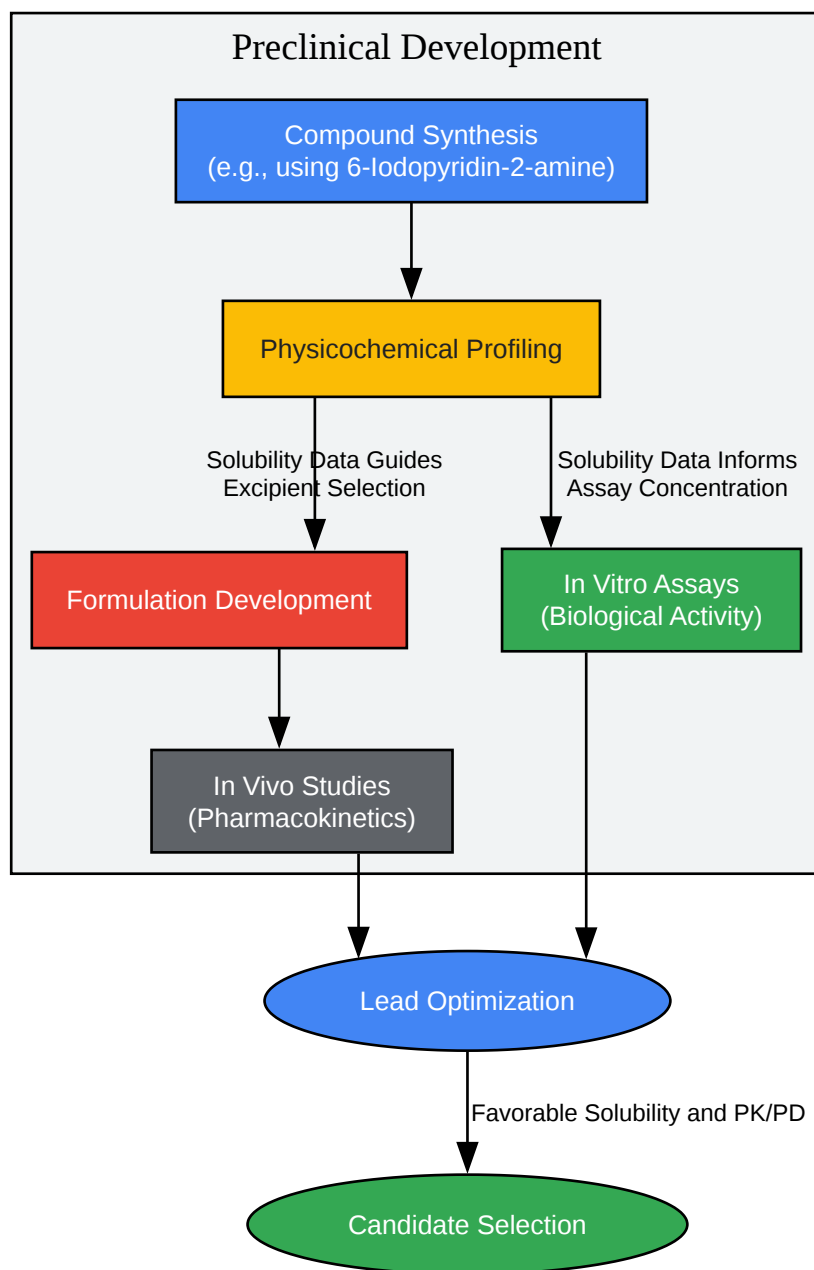 Preclinical Development
Compound Synthesis
(e.g., using 6-Iodopyridin-2-amine)
Physicochemical Profiling
Solubility Data Guides
Excipient Selection
Solubility Data Informs
Assay Concentration
Formulation Development
In Vitro Assays
(Biological Activity)
In Vivo Studies
(Pharmacokinetics)
Lead Optimization
Favorable Solubility and PK/PD
Candidate Selection